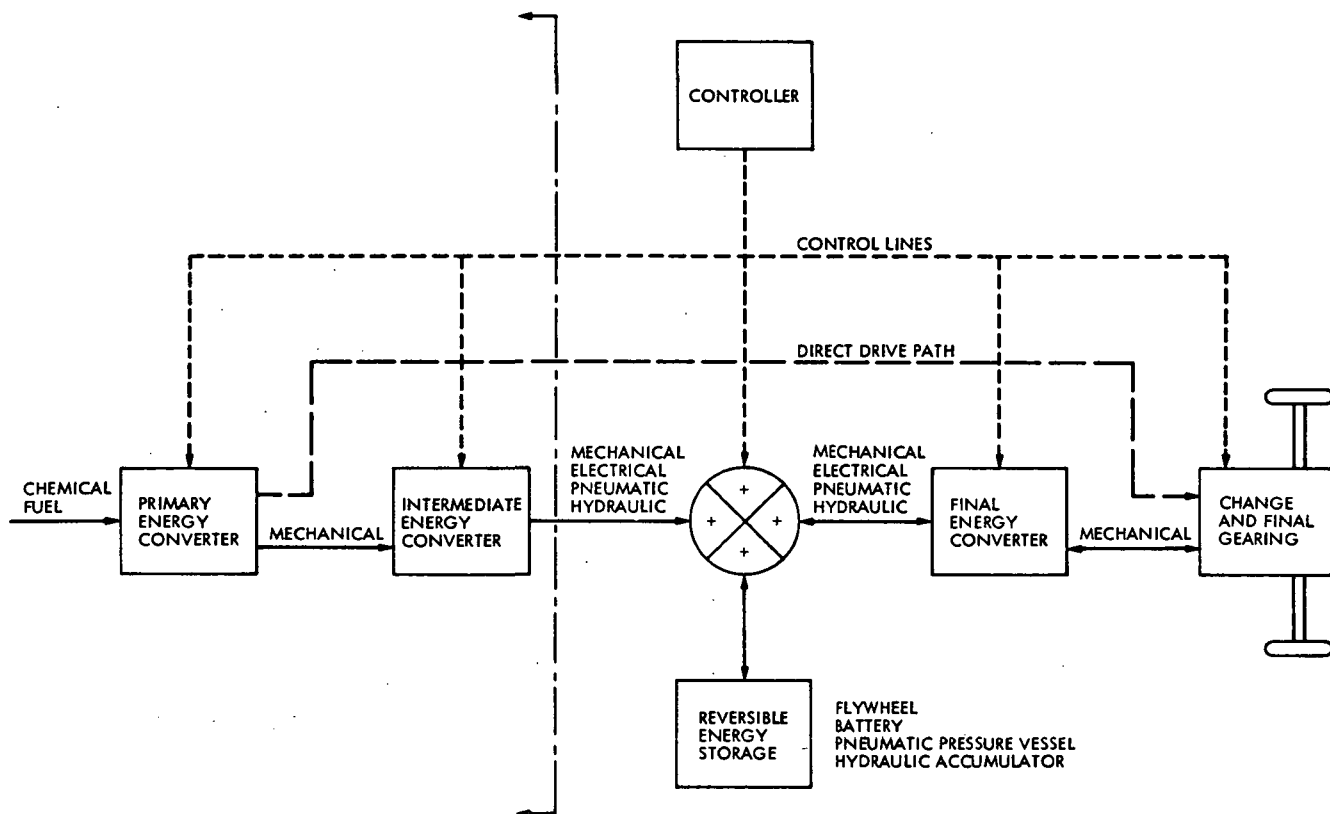 CONTROLLER
CONTROL LINES
DIRECT DRIVE PATH
CHEMICAL
FUEL
PRIMARY
ENERGY
CONVERTER
MECHANICAL
INTERMEDIATE
ENERGY
CONVERTER
MECHANICAL
ELECTRICAL
PNEUMATIC
HYDRAULIC
+
+
+
+
MECHANICAL
ELECTRICAL
PNEUMATIC
HYDRAULIC
FINAL
ENERGY
CONVERTER
MECHANICAL
CHANGE
AND FINAL
GEARING
REVERSIBLE
ENERGY
STORAGE
FLYWHEEL
BATTERY
PNEUMATIC PRESSURE VESSEL
HYDRAULIC ACCUMULATOR